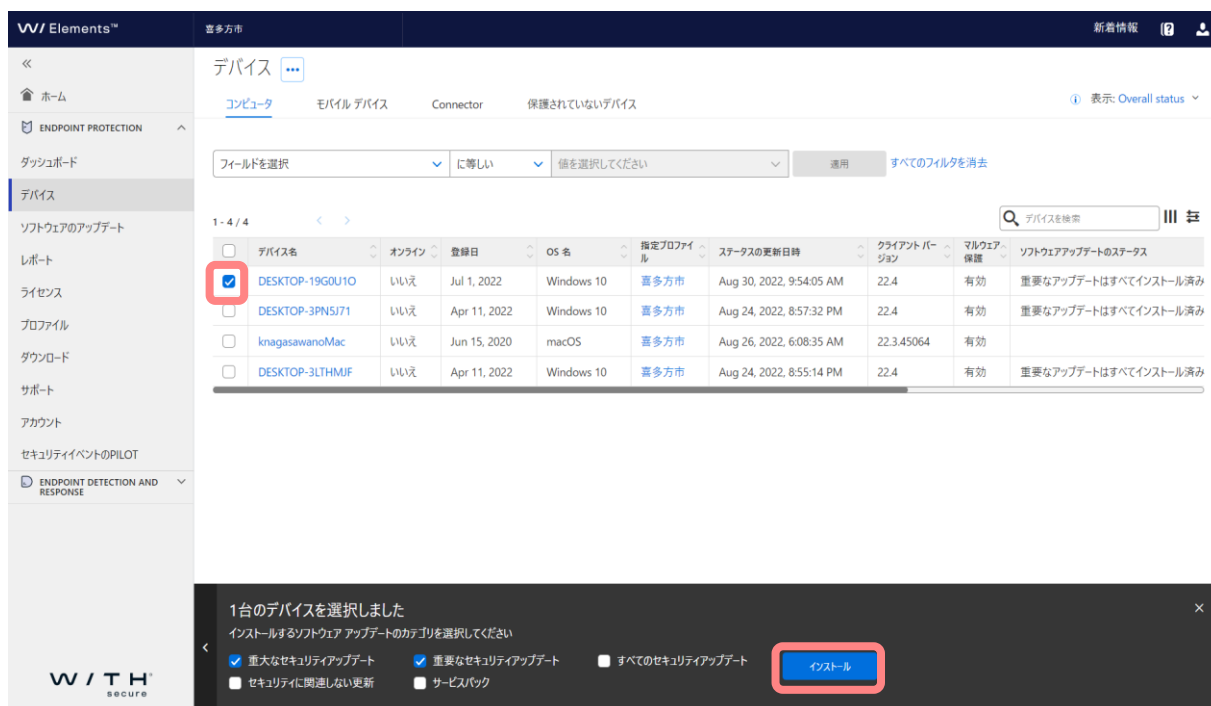 W/ Elements™
喜多方市
新着情報
ホーム
ENDPOINT PROTECTION
ダッシュボード
デバイス
ソフトウェアのアップデート
レポート
ライセンス
プロファイル
ダウンロード
サポート
アカウント
セキュリティイベントのPILOT
ENDPOINT DETECTION AND
RESPONSE
W / T H
secure
デバイス
コンピュータ モバイル デバイス Connector 保護されていないデバイス
表示: Overall status
フィールドを選択 に等しい 値を選択してください 適用 すべてのフィルタを消去
1 - 4 / 4
デバイスを検索
デバイス名 オンライン 登録日 OS 名 指定プロファイル ステータスの更新日時 クライアント バージョン マルウェア保護 ソフトウェアアップデートのステータス
DESKTOP-19G0U1O いいえ Jul 1, 2022 Windows 10 喜多方市 Aug 30, 2022, 9:54:05 AM 22.4 有効 重要なアップデートはすべてインストール済み
DESKTOP-3PN5J71 いいえ Apr 11, 2022 Windows 10 喜多方市 Aug 24, 2022, 8:57:32 PM 22.4 有効 重要なアップデートはすべてインストール済み
knagasawanoMac いいえ Jun 15, 2020 macOS 喜多方市 Aug 26, 2022, 6:08:35 AM 22.3.45064 有効
DESKTOP-3LTHMJF いいえ Apr 11, 2022 Windows 10 喜多方市 Aug 24, 2022, 8:55:14 PM 22.4 有効 重要なアップデートはすべてインストール済み
1台のデバイスを選択しました
インストールするソフトウェア アップデートのカテゴリを選択してください
重大なセキュリティアップデート 重要なセキュリティアップデート すべてのセキュリティアップデート
セキュリティに関連しない更新 サービスパック
インストール